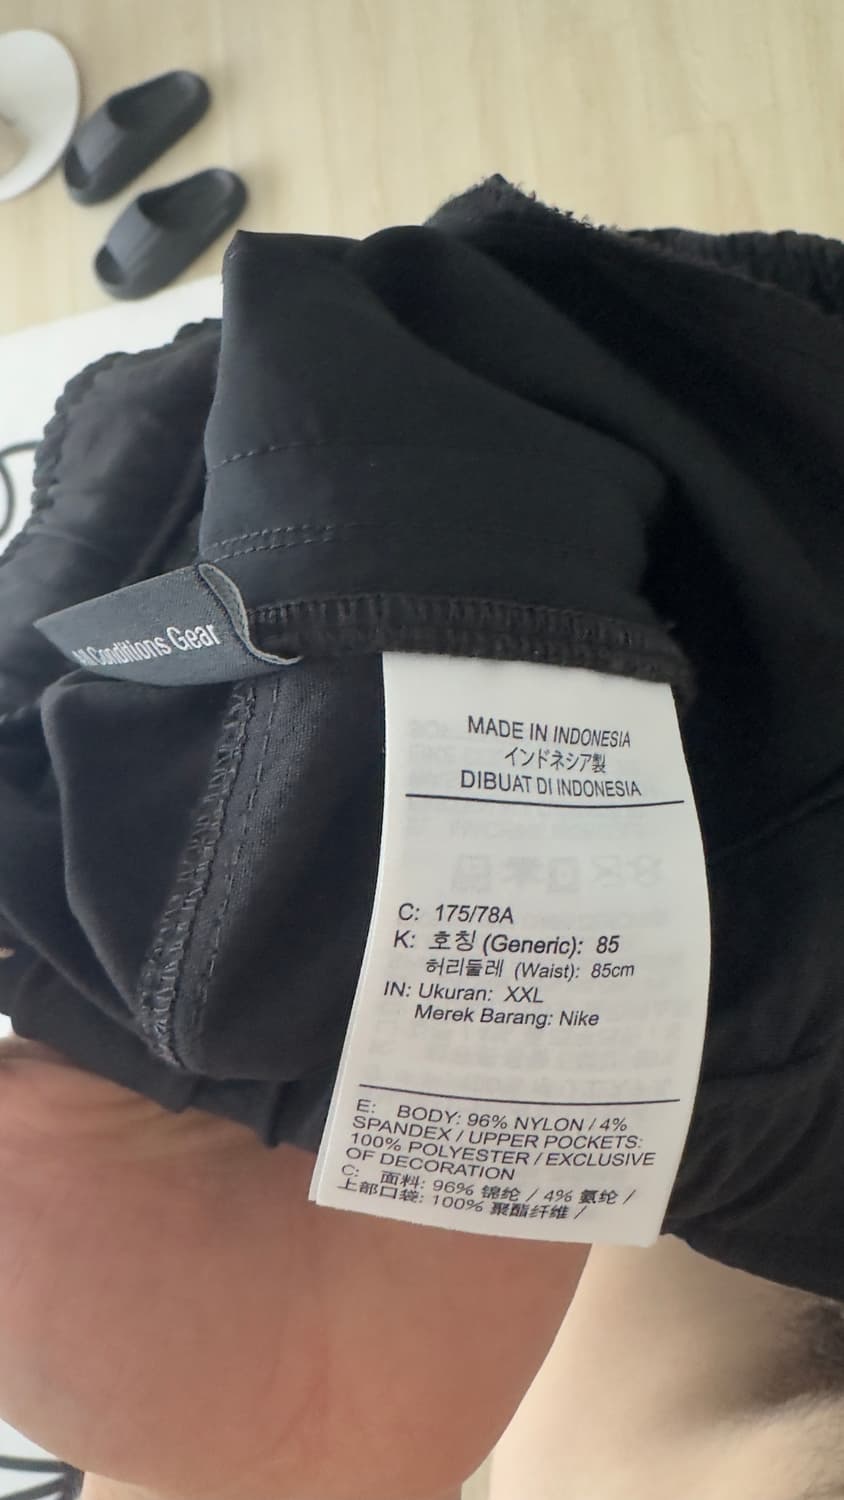 All Conditions Gear
MADE IN INDONESIA
インドネシア製
DIBUAT DI INDONESIA
C: 175/78A
K: 호칭 (Generic): 85
허리둘레 (Waist): 85cm
IN: Ukuran: XXL
Merek Barang: Nike
E: BODY: 96% NYLON / 4%
SPANDEX / UPPER POCKETS:
100% POLYESTER / EXCLUSIVE
OF DECORATION
C: 面料: 96% 锦纶 / 4% 氨纶 /
上部口袋: 100% 聚酯纤维 /